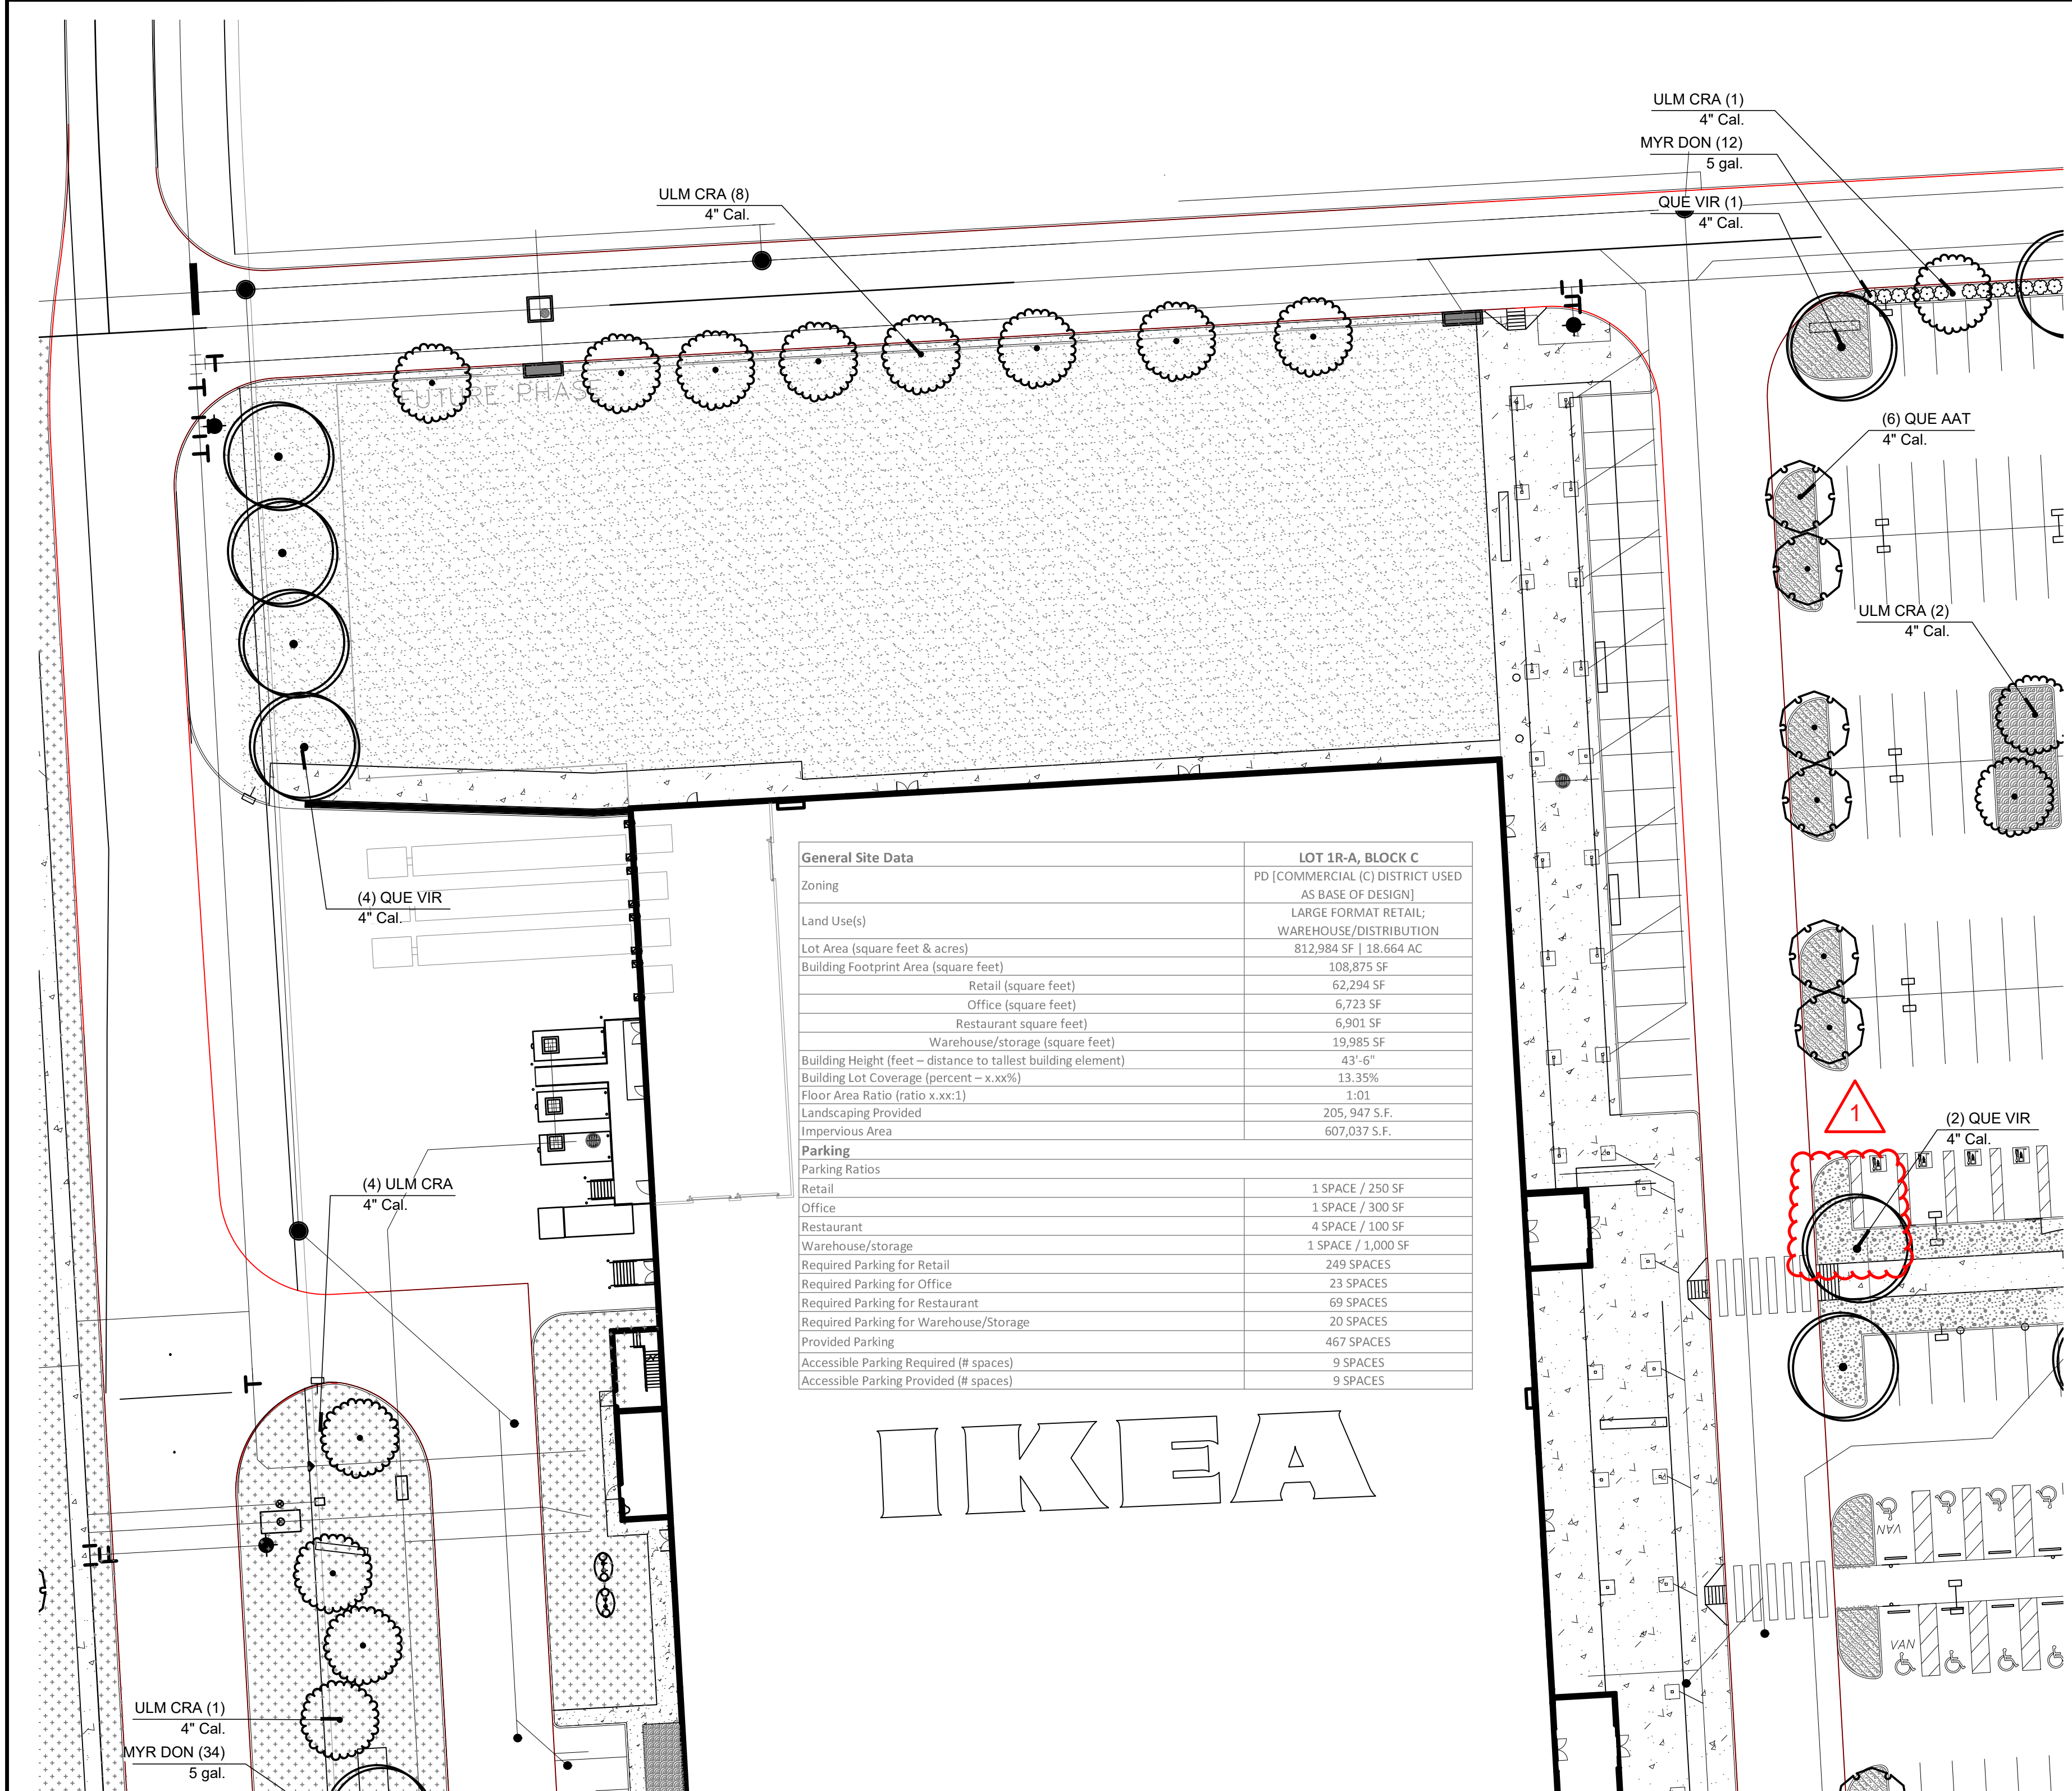 ULM CRA (1)
4" Cal.
MYR DON (12)
5 gal.
QUE VIR (1)
4" Cal.
ULM CRA (8)
4" Cal.
FUTURE PHAS
(6) QUE AAT
4" Cal.
ULM CRA (2)
4" Cal.
(4) QUE VIR
4" Cal.
General Site Data LOT 1R-A, BLOCK C
Zoning PD [COMMERCIAL (C) DISTRICT USED
AS BASE OF DESIGN]
Land Use(s) LARGE FORMAT RETAIL;
WAREHOUSE/DISTRIBUTION
Lot Area (square feet & acres) 812,984 SF | 18.664 AC
Building Footprint Area (square feet) 108,875 SF
Retail (square feet) 62,294 SF
Office (square feet) 6,723 SF
Restaurant square feet) 6,901 SF
Warehouse/storage (square feet) 19,985 SF
Building Height (feet – distance to tallest building element) 43'-6"
Building Lot Coverage (percent – x.xx%) 13.35%
Floor Area Ratio (ratio x.xx:1) 1:01
Landscaping Provided 205, 947 S.F.
Impervious Area 607,037 S.F.
Parking
Parking Ratios
Retail 1 SPACE / 250 SF
Office 1 SPACE / 300 SF
Restaurant 4 SPACE / 100 SF
Warehouse/storage 1 SPACE / 1,000 SF
Required Parking for Retail 249 SPACES
Required Parking for Office 23 SPACES
Required Parking for Restaurant 69 SPACES
Required Parking for Warehouse/Storage 20 SPACES
Provided Parking 467 SPACES
Accessible Parking Required (# spaces) 9 SPACES
Accessible Parking Provided (# spaces) 9 SPACES
1
(2) QUE VIR
4" Cal.
(4) ULM CRA
4" Cal.
IKEA
VAN
VAN
ULM CRA (1)
4" Cal.
MYR DON (34)
5 gal.